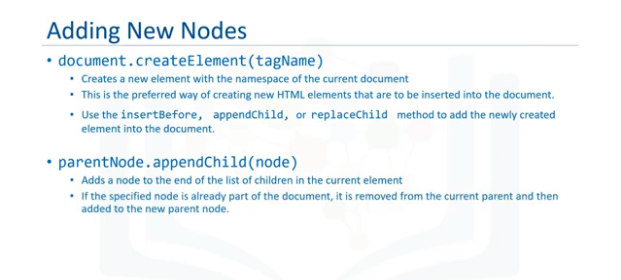 Adding New Nodes
• document.createElement(tagName)
• Creates a new element with the namespace of the current document
• This is the preferred way of creating new HTML elements that are to be inserted into the document.
• Use the insertBefore, appendChild, or replaceChild method to add the newly created
element into the document.
• parentNode.appendChild(node)
• Adds a node to the end of the list of children in the current element
• If the specified node is already part of the document, it is removed from the current parent and then
added to the new parent node.